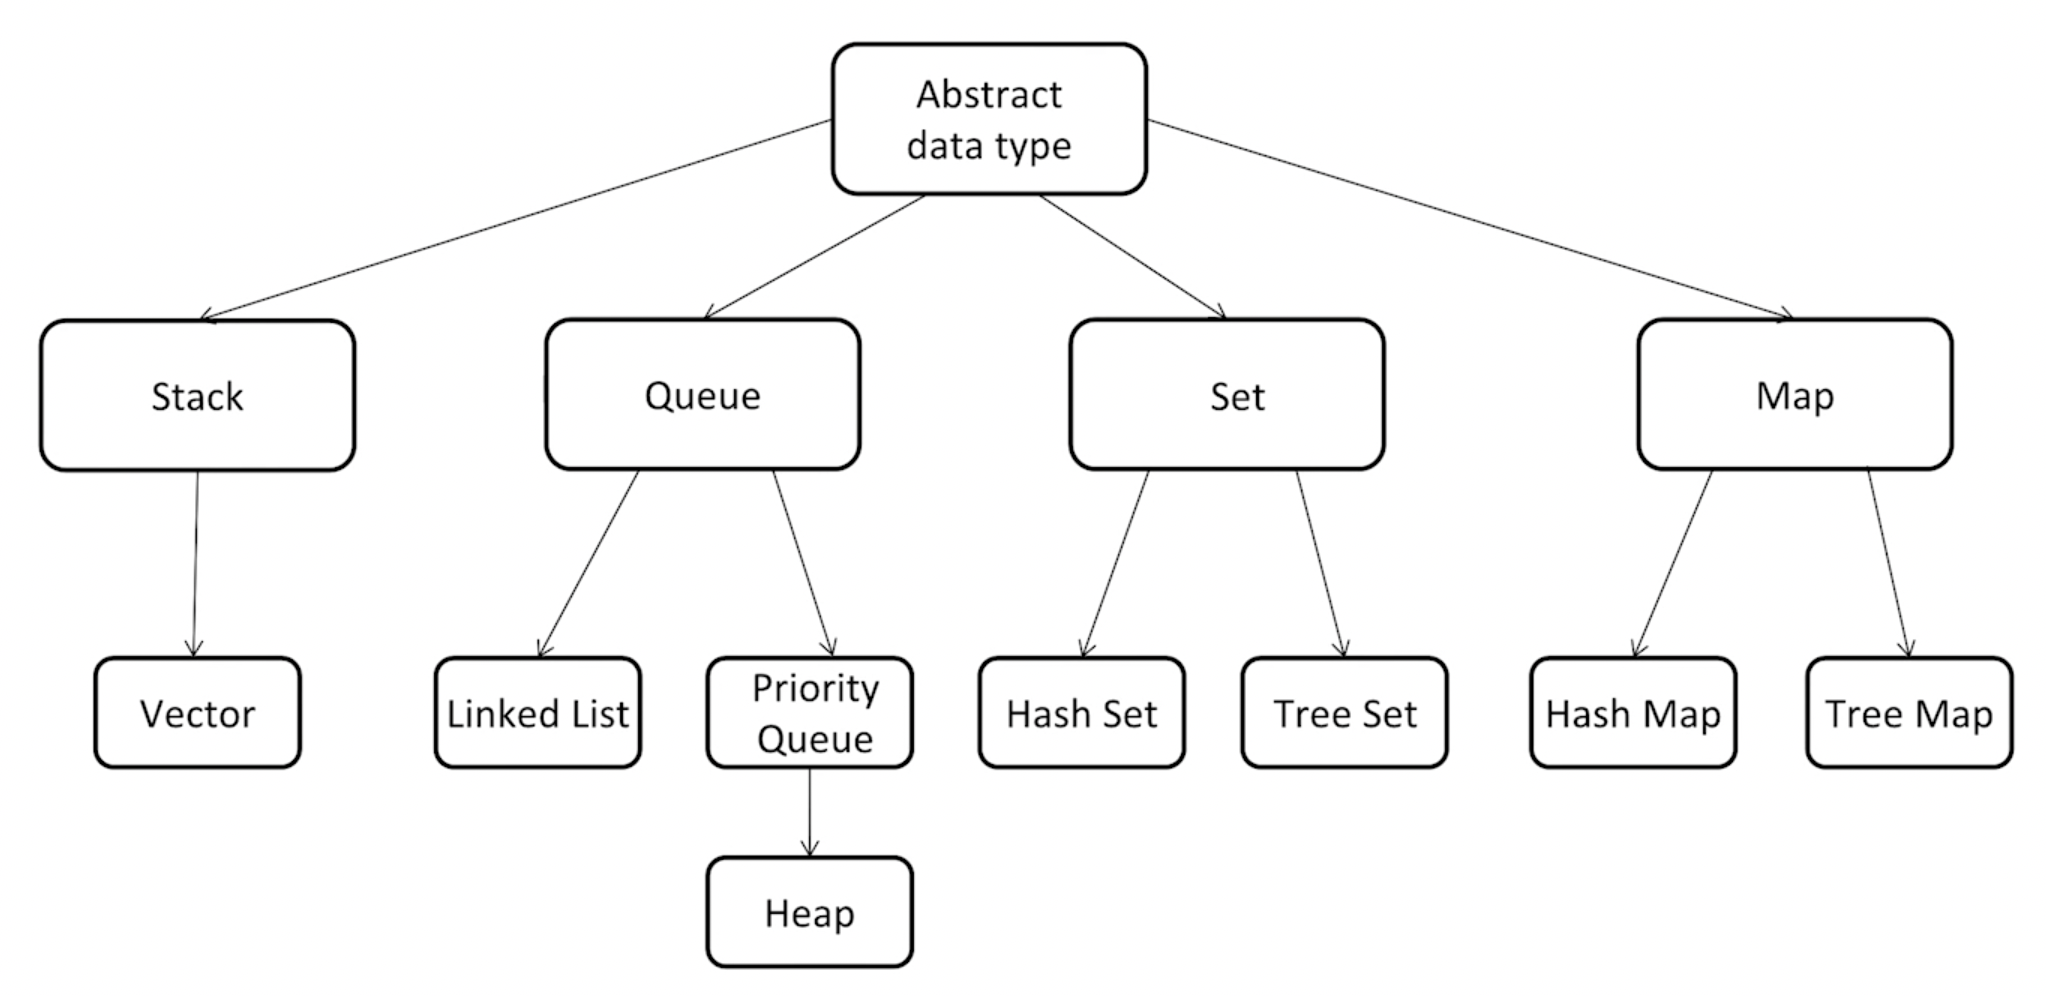 Abstract
data type
Stack
Queue
Set
Map
Vector
Linked List
Priority
Queue
Hash Set
Tree Set
Hash Map
Tree Map
Heap